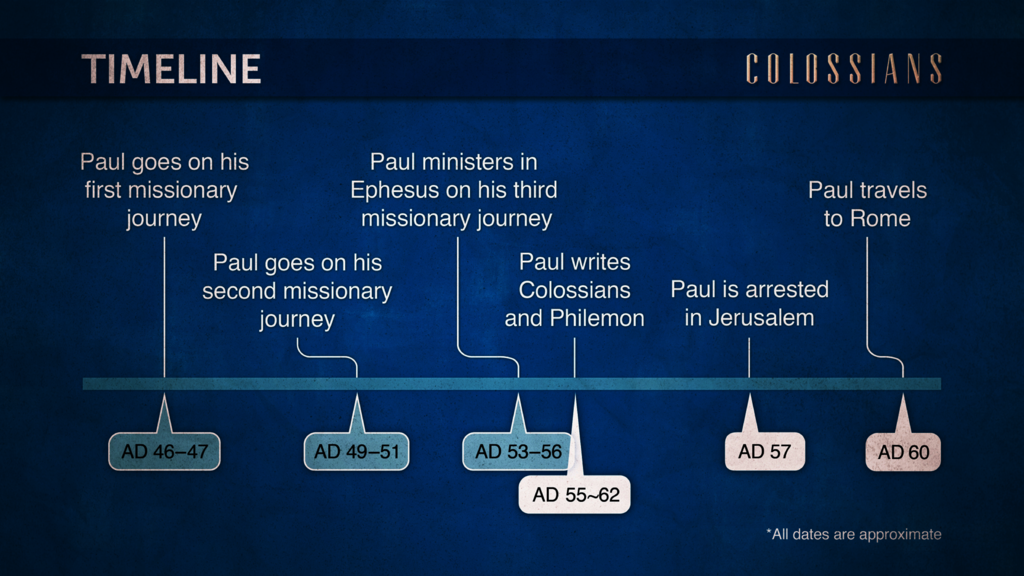 TIMELINE
COLOSSIANS
Paul goes on his
first missionary
journey
Paul goes on his
second missionary
journey
Paul ministers in
Ephesus on his third
missionary journey
Paul writes
Colossians
and Philemon
Paul is arrested
in Jerusalem
Paul travels
to Rome
AD 46–47
AD 49–51
AD 53–56
AD 55~62
AD 57
AD 60
*All dates are approximate